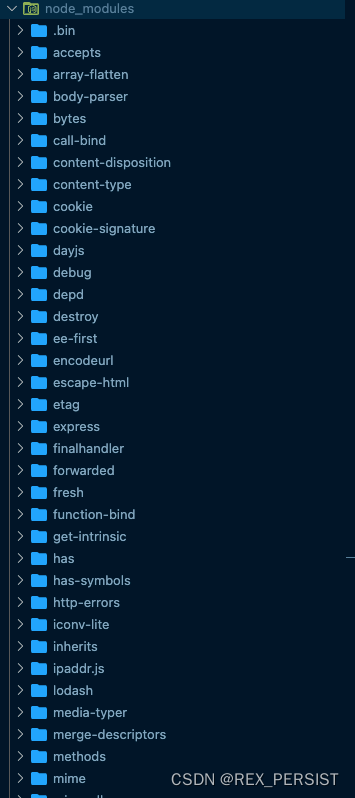 node_modules
.bin
accepts
array-flatten
body-parser
bytes
call-bind
content-disposition
content-type
cookie
cookie-signature
dayjs
debug
depd
destroy
ee-first
encodeurl
escape-html
etag
express
finalhandler
forwarded
fresh
function-bind
get-intrinsic
has
has-symbols
http-errors
iconv-lite
inherits
ipaddr.js
lodash
media-typer
merge-descriptors
methods
mime
CSDN @REX_PERSIST